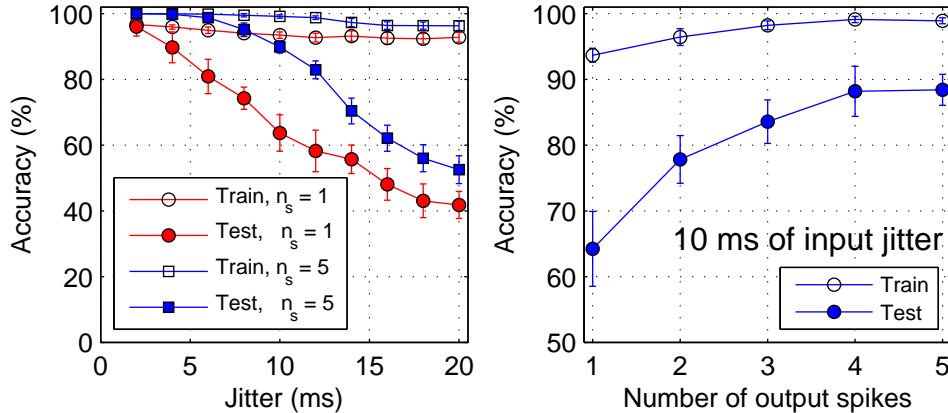 100
80
60
40
20
0
Accuracy (%)
Train, n_s = 1
Test, n_s = 1
Train, n_s = 5
Test, n_s = 5
0 5 10 15 20
Jitter (ms)
100
90
80
70
60
50
Accuracy (%)
10 ms of input jitter
Train
Test
1 2 3 4 5
Number of output spikes